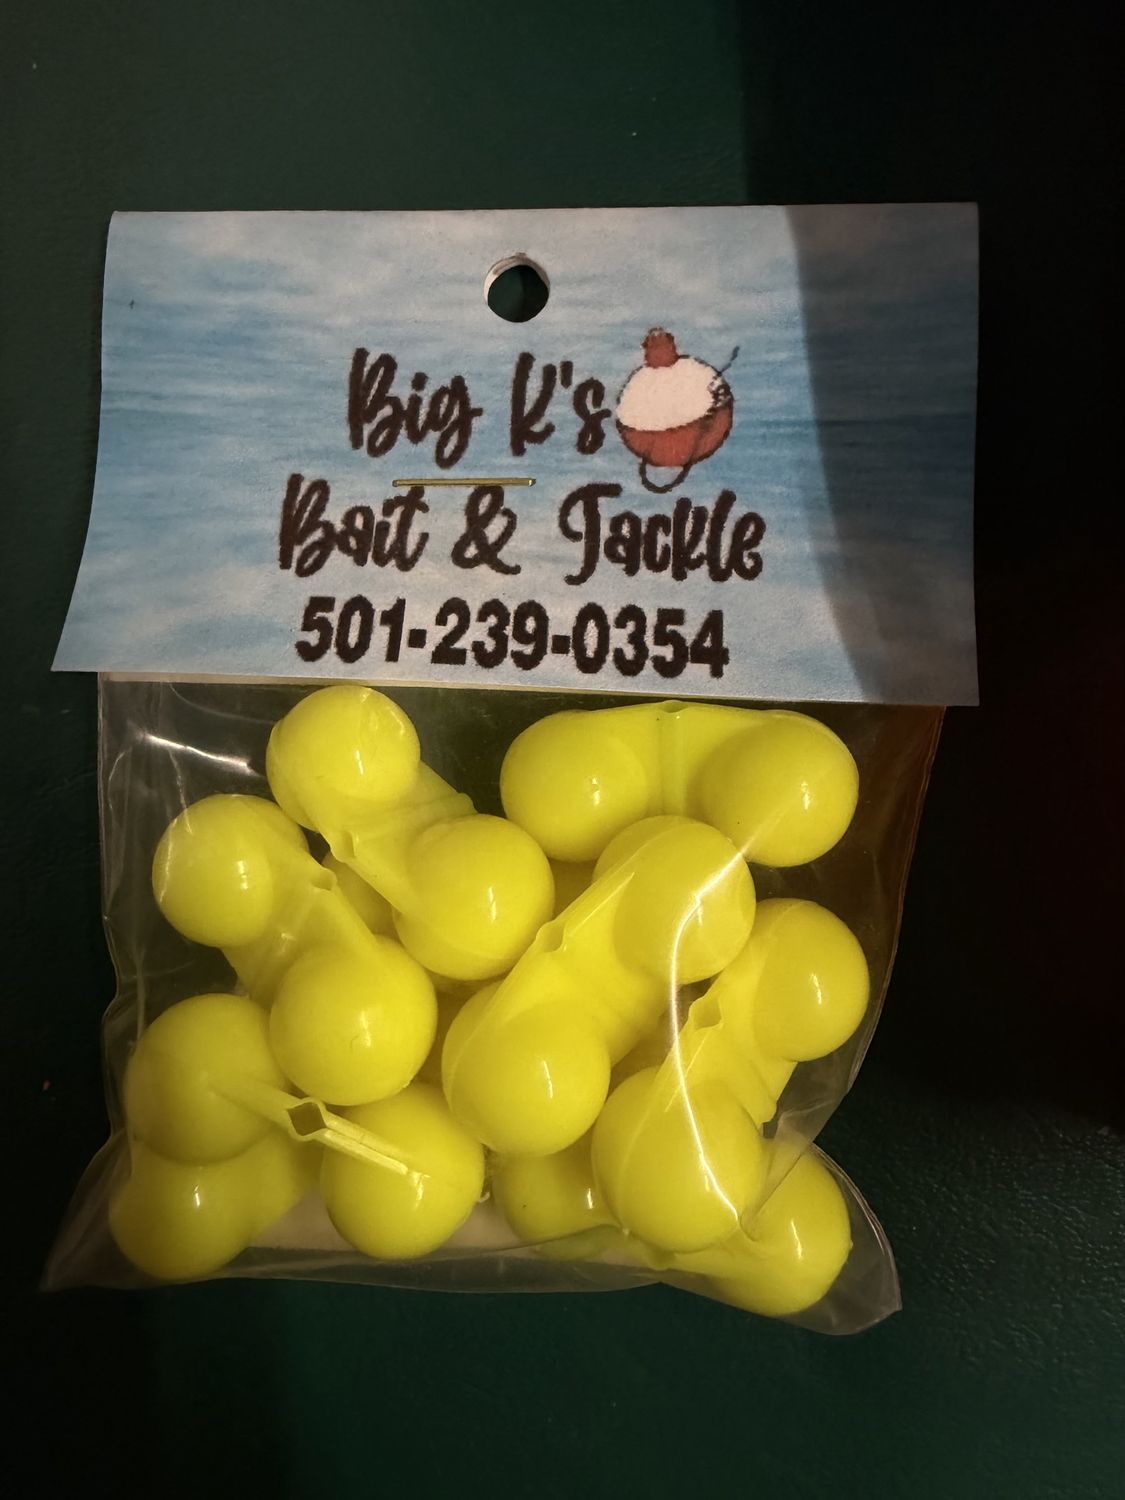 Big K's
Bait & Tackle
501-239-0354